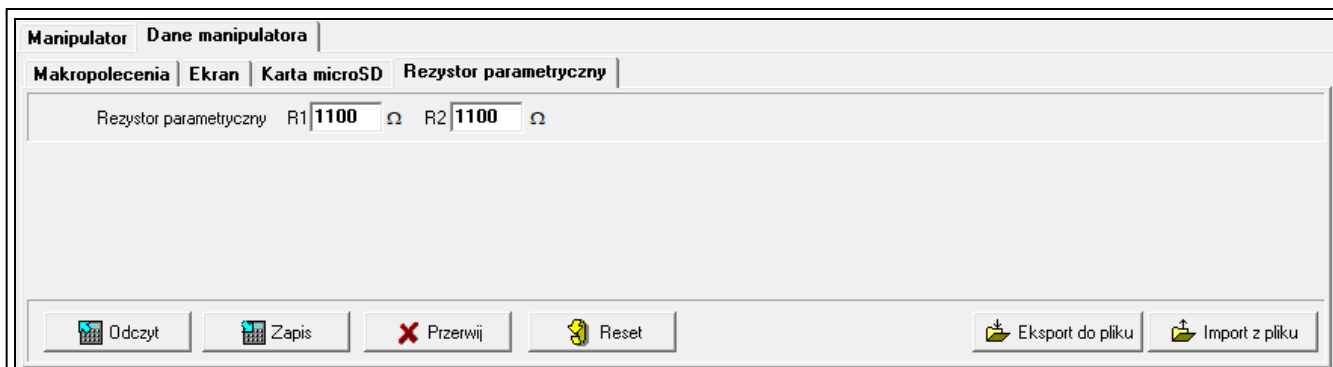 Manipulator Dane manipulatora
Makropolecenia Ekran Karta microSD Rezystor parametryczny
Rezystor parametryczny R1 1100 Ω R2 1100 Ω
Odczyt Zapis Przerwij Reset Eksport do pliku Import z pliku